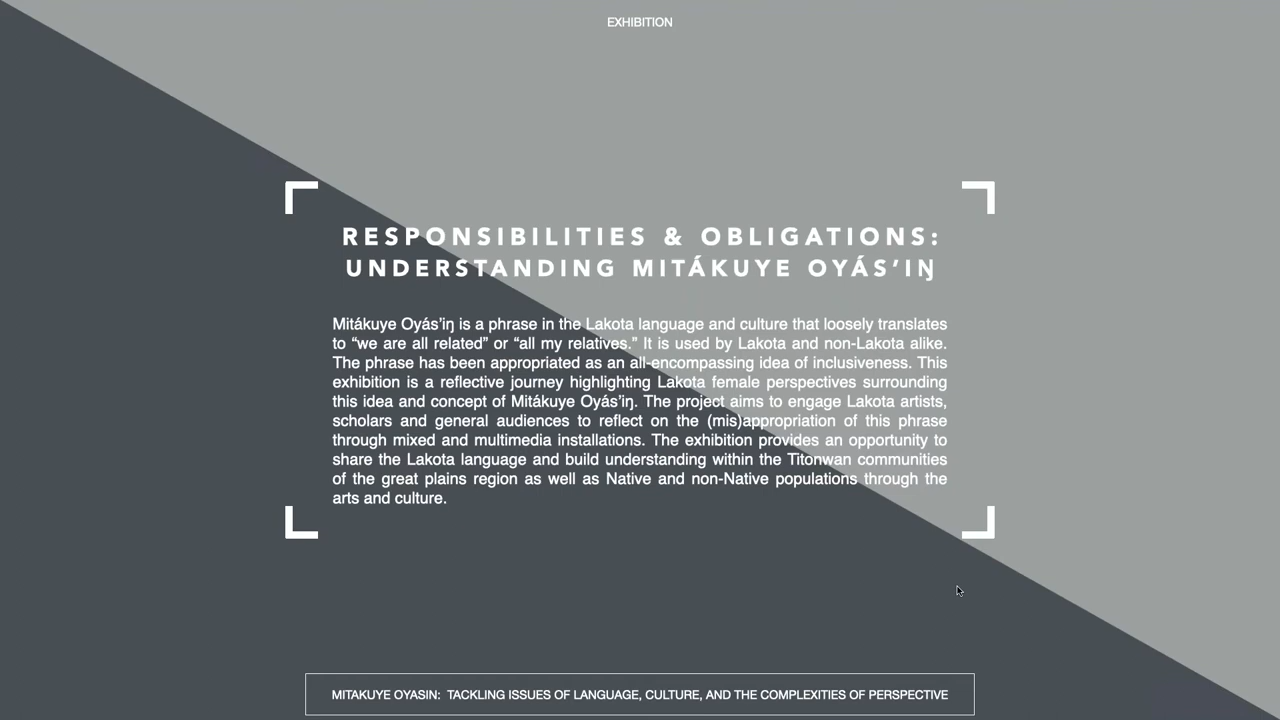 EXHIBITION
RESPONSIBILITIES & OBLIGATIONS:
UNDERSTANDING MITÁKUYE OYÁS’IŊ
Mitákuye Oyás’iŋ is a phrase in the Lakota language and culture that loosely translates
to “we are all related” or “all my relatives.” It is used by Lakota and non-Lakota alike.
The phrase has been appropriated as an all-encompassing idea of inclusiveness. This
exhibition is a reflective journey highlighting Lakota female perspectives surrounding
this idea and concept of Mitákuye Oyás’iŋ. The project aims to engage Lakota artists,
scholars and general audiences to reflect on the (mis)appropriation of this phrase
through mixed and multimedia installations. The exhibition provides an opportunity to
share the Lakota language and build understanding within the Titonwan communities
of the great plains region as well as Native and non-Native populations through the
arts and culture.
MITAKUYE OYASIN:  TACKLING ISSUES OF LANGUAGE, CULTURE, AND THE COMPLEXITIES OF PERSPECTIVE